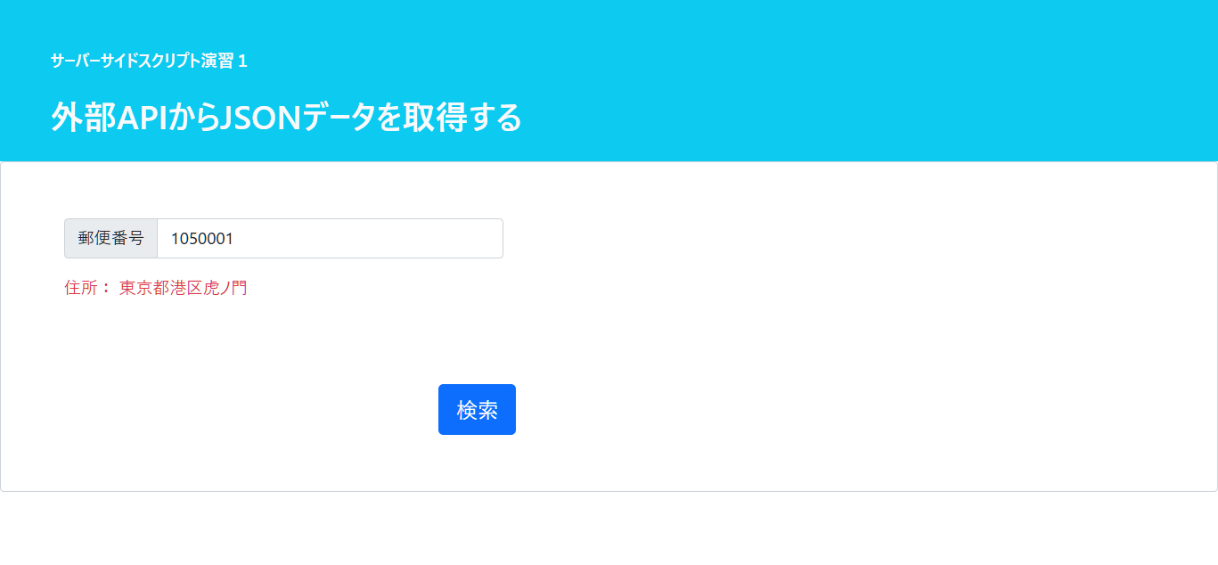 サーバーサイドスクリプト演習１
外部APIからJSONデータを取得する
郵便番号 1050001
住所： 東京都港区虎ノ門
検索